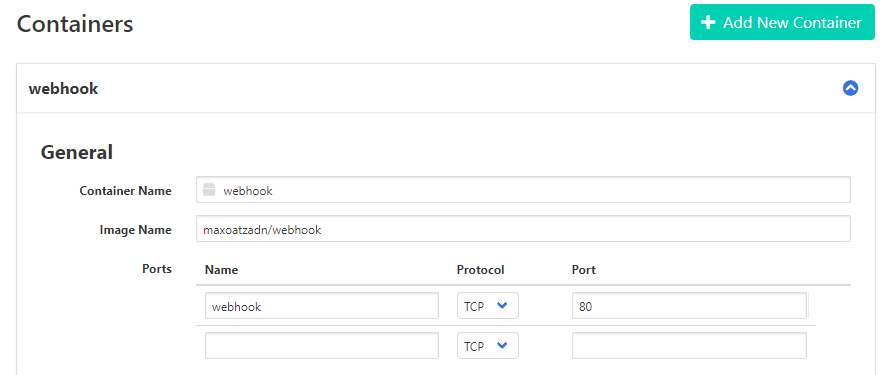 Containers
Add New Container
webhook
General
Container Name webhook
Image Name maxoatzadn/webhook
Ports Name Protocol Port
webhook TCP 80
TCP